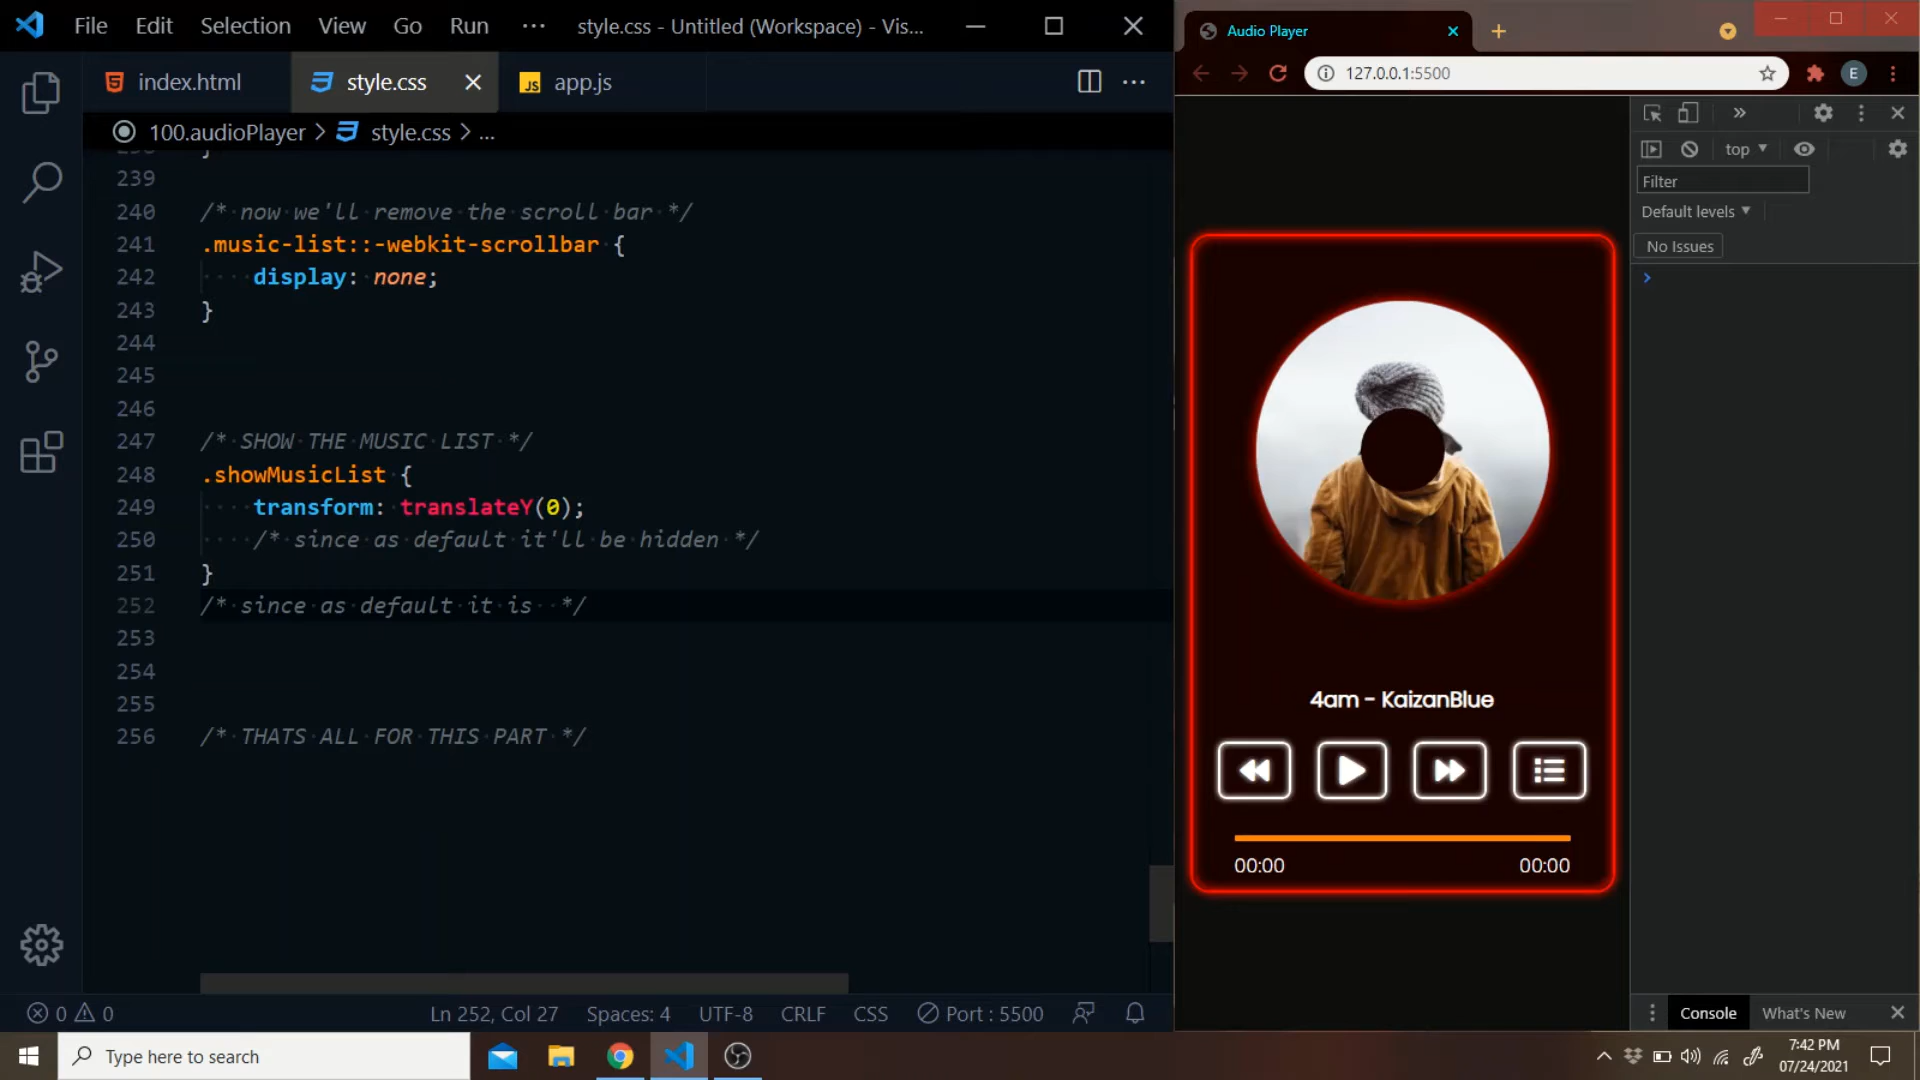 File Edit Selection View Go Run ··· style.css - Untitled (Workspace) - Vis...
index.html style.css app.js
100.audioPlayer > style.css > ...
239
240 /* now we'll remove the scroll bar */
241 .music-list::-webkit-scrollbar {
242 display: none;
243 }
244
245
246
247 /* SHOW THE MUSIC LIST */
248 .showMusicList {
249 transform: translateY(0);
250 /* since as default it'll be hidden */
251 }
252 /* since as default it is  */
253
254
255
256 /* THATS ALL FOR THIS PART */
0 0 Ln 252, Col 27 Spaces: 4 UTF-8 CRLF CSS Port : 5500
Audio Player
127.0.0.1:5500 E
top
Filter
Default levels
No Issues
4am - KaizanBlue
00:00 00:00
Console What's New
Type here to search
7:42 PM
07/24/2021